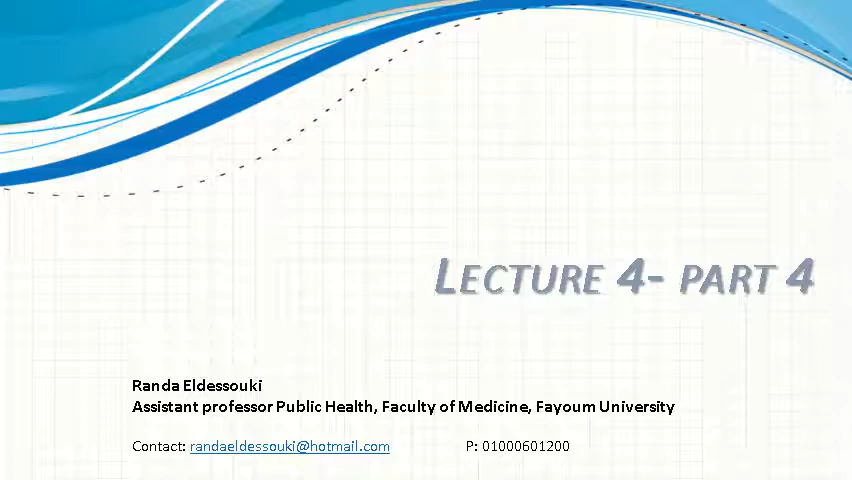 LECTURE 4- PART 4
Randa Eldessouki
Assistant professor Public Health, Faculty of Medicine, Fayoum University
Contact: randaeldessouki@hotmail.com P: 01000601200